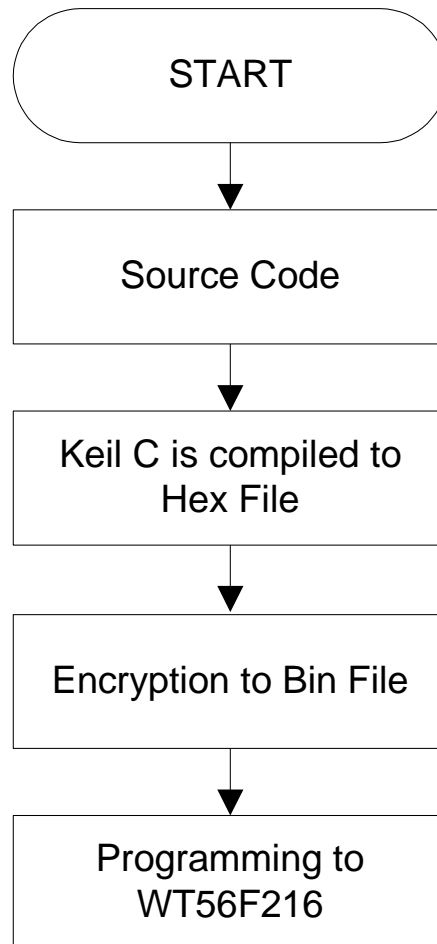 START
Source Code
Keil C is compiled to
Hex File
Encryption to Bin File
Programming to
WT56F216